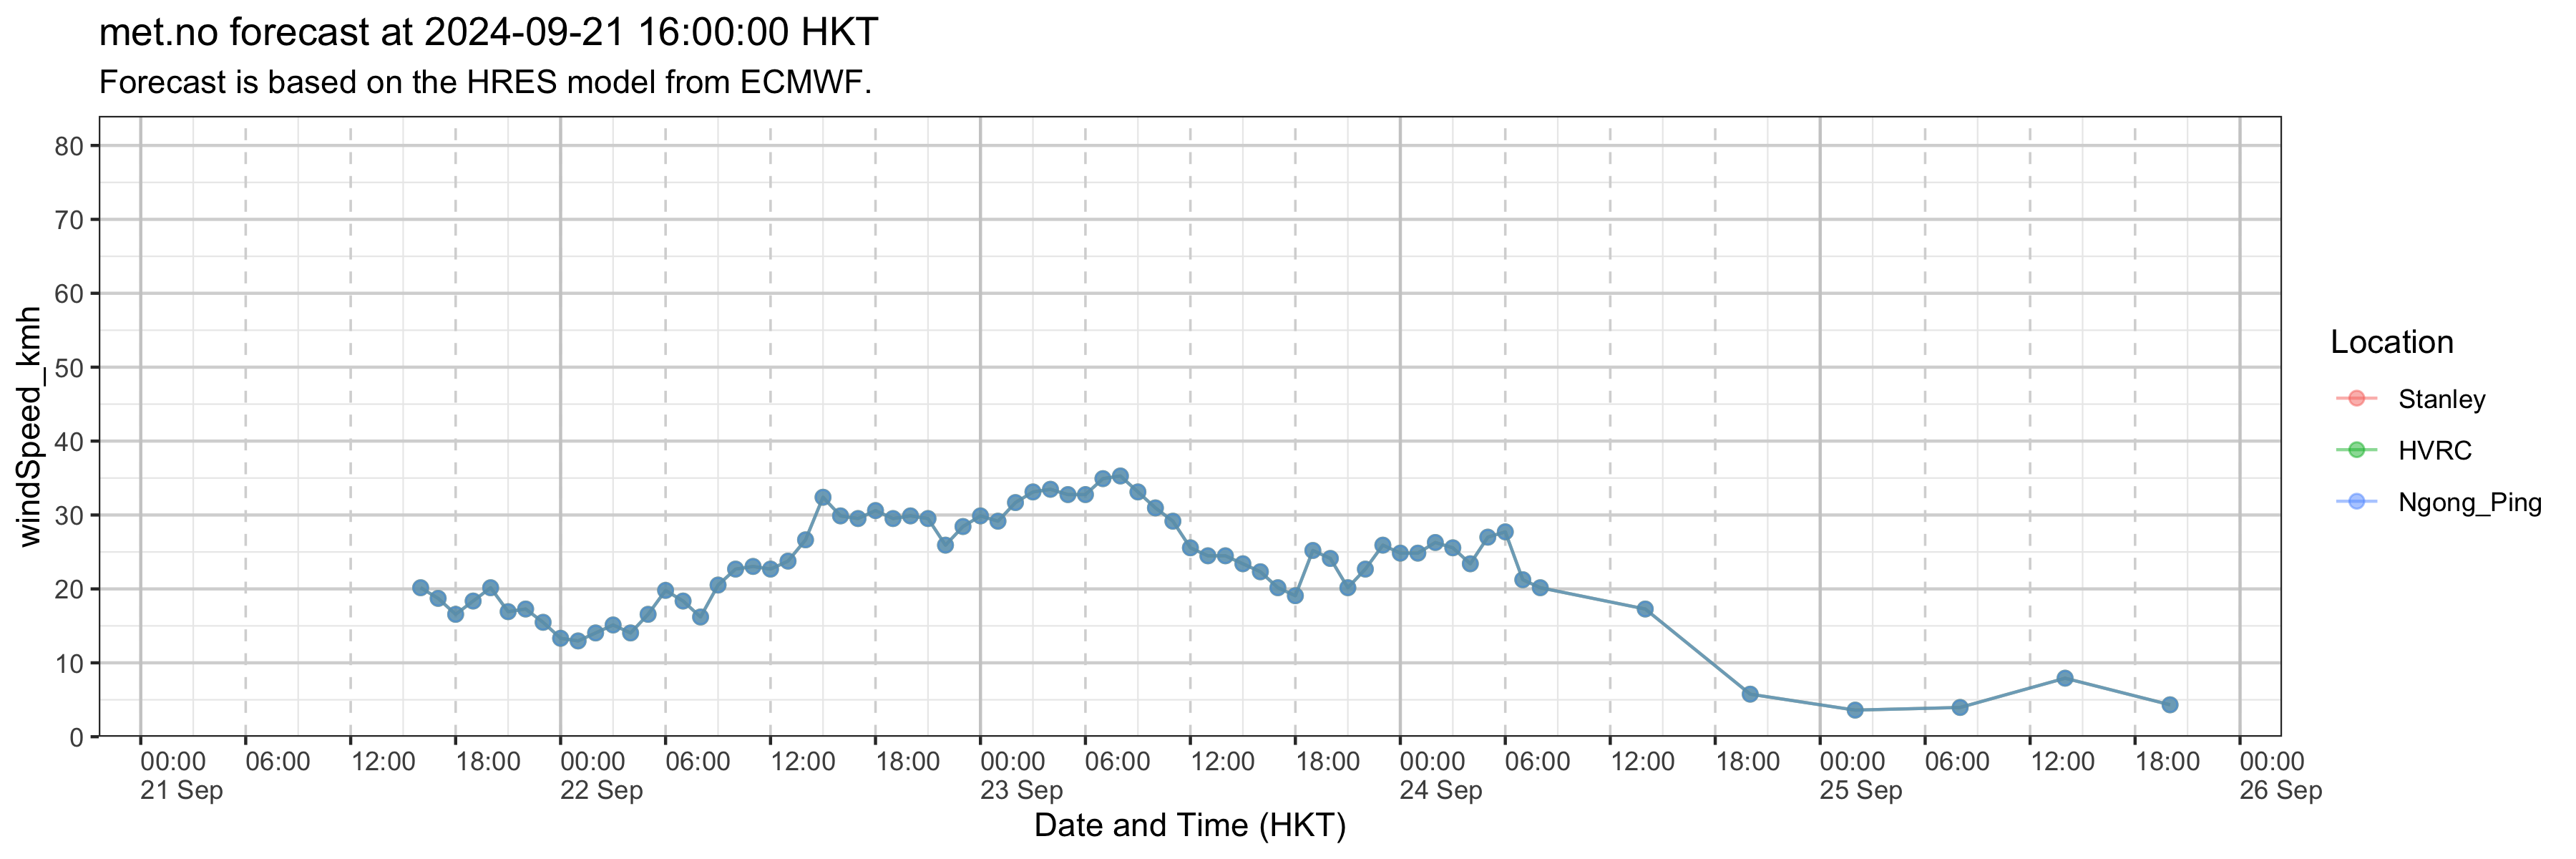 met.no forecast at 2024-09-21 16:00:00 HKT
Forecast is based on the HRES model from ECMWF.
windSpeed_kmh
80
70
60
50
40
30
20
10
0
00:00 06:00 12:00 18:00 00:00 06:00 12:00 18:00 00:00 06:00 12:00 18:00 00:00 06:00 12:00 18:00 00:00 06:00 12:00 18:00 00:00
21 Sep 22 Sep 23 Sep 24 Sep 25 Sep 26 Sep
Date and Time (HKT)
Location
Stanley
HVRC
Ngong_Ping